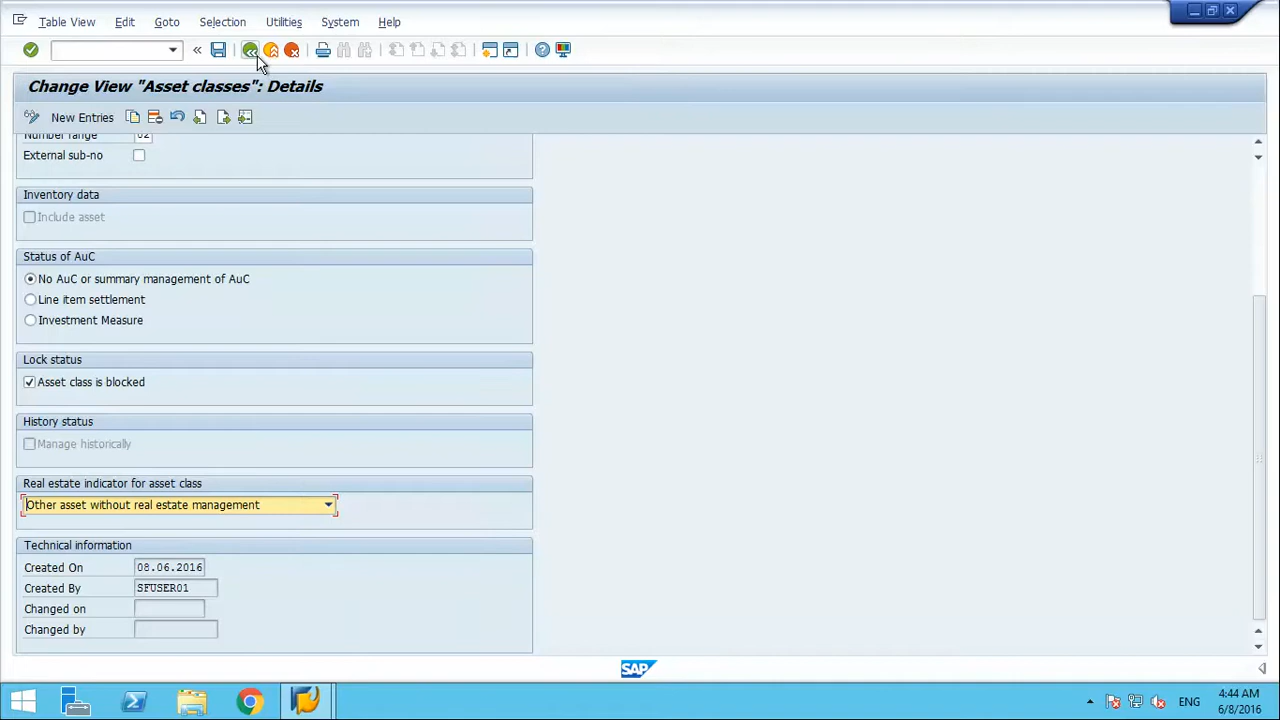 Table View Edit Goto Selection Utilities System Help
Change View "Asset classes": Details
New Entries
Number range 02
External sub-no
Inventory data
Include asset
Status of AuC
No AuC or summary management of AuC
Line item settlement
Investment Measure
Lock status
Asset class is blocked
History status
Manage historically
Real estate indicator for asset class
Other asset without real estate management
Technical information
Created On 08.06.2016
Created By SFUSER01
Changed on
Changed by
SAP
ENG
4:44 AM
6/8/2016